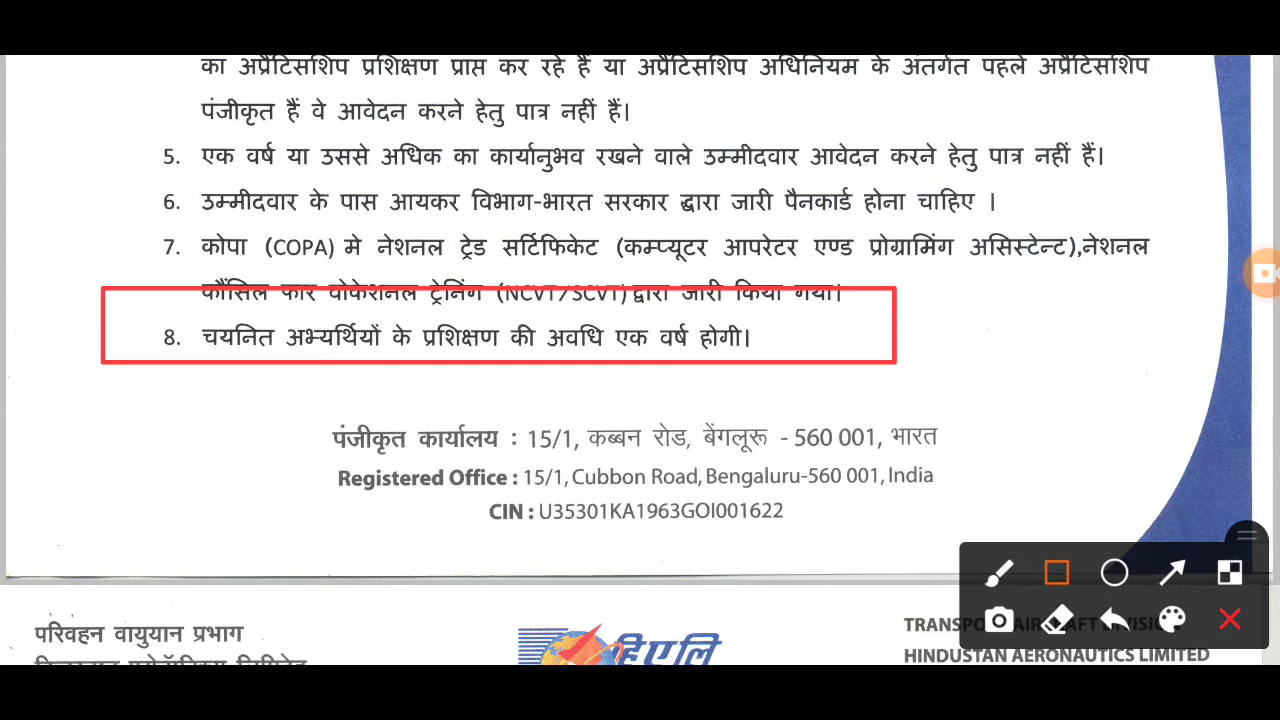 का अप्रैंटिसशिप प्रशिक्षण प्राप्त कर रहे हैं या अप्रैंटिसशिप अधिनियम के अंतर्गत पहले अप्रैंटिसशिप
पंजीकृत हैं वे आवेदन करने हेतु पात्र नहीं हैं।
5. एक वर्ष या उससे अधिक का कार्यानुभव रखने वाले उम्मीदवार आवेदन करने हेतु पात्र नहीं हैं।
6. उम्मीदवार के पास आयकर विभाग-भारत सरकार द्वारा जारी पैनकार्ड होना चाहिए ।
7. कोपा (COPA) मे नेशनल ट्रेड सर्टिफिकेट (कम्प्यूटर आपरेटर एण्ड प्रोग्रामिंग असिस्टेन्ट),नेशनल
कौंसिल फार वोकेशनल ट्रेनिंग (NCVT/SCVT) द्वारा जारी किया गया।
8. चयनित अभ्यर्थियों के प्रशिक्षण की अवधि एक वर्ष होगी।
पंजीकृत कार्यालय : 15/1, कब्बन रोड, बेंगलूरू - 560 001, भारत
Registered Office : 15/1, Cubbon Road, Bengaluru-560 001, India
CIN : U35301KA1963GOI001622
परिवहन वायुयान प्रभाग
हिएलि
TRANSPORT AIRCRAFT DIVISION
HINDUSTAN AERONAUTICS LIMITED